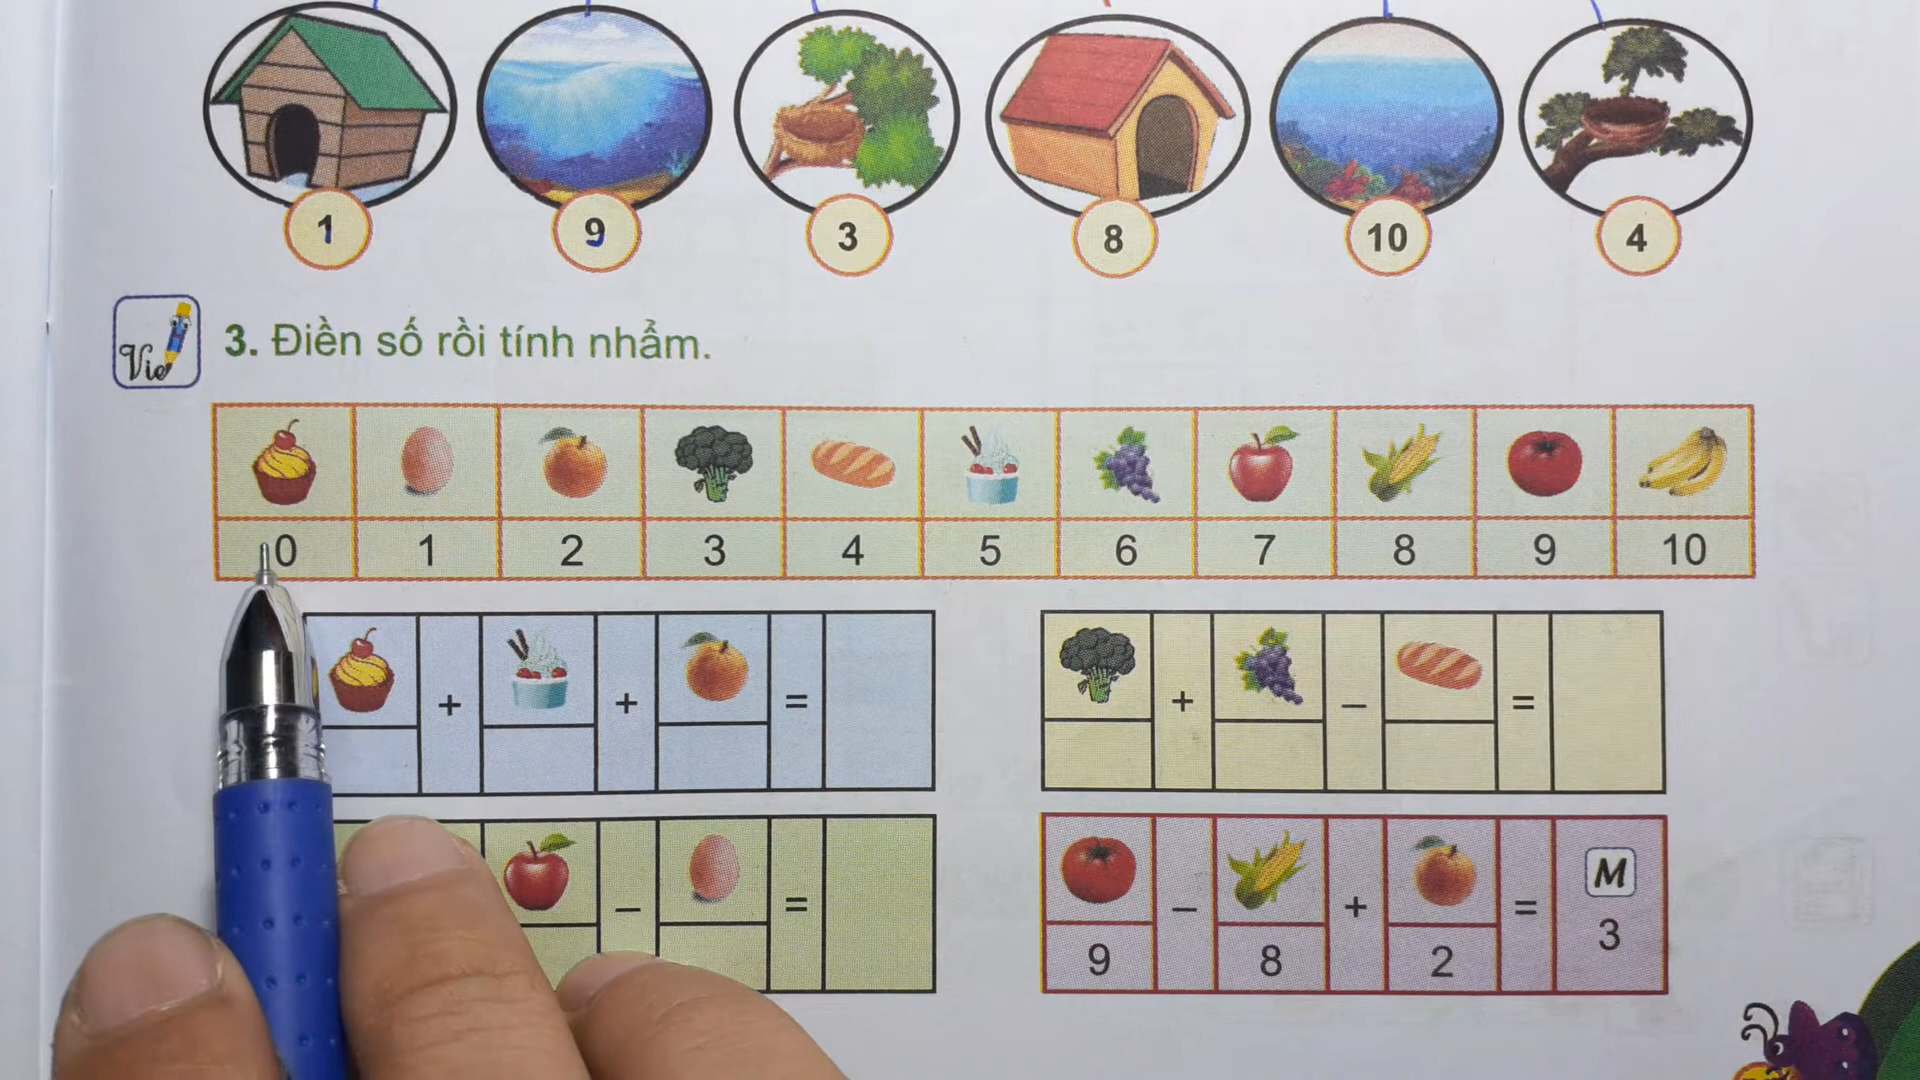 1 9 3 8 10 4
Vie
3. Điền số rồi tính nhẩm.
0 1 2 3 4 5 6 7 8 9 10
+ + =
+ – =
– =
– + = M
9 8 2 3